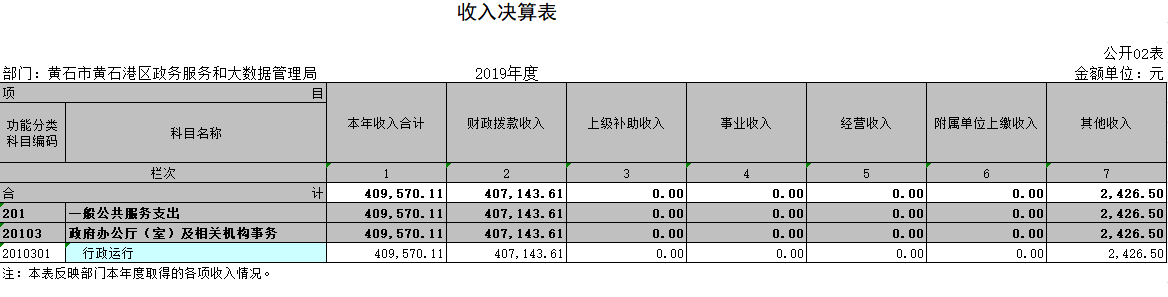 收入决算表
公开02表
部门：黄石市黄石港区政务服务和大数据管理局 2019年度 金额单位：元
项 目 本年收入合计 财政拨款收入 上级补助收入 事业收入 经营收入 附属单位上缴收入 其他收入
功能分类科目编码 科目名称
栏次 1 2 3 4 5 6 7
合 计 409,570.11 407,143.61 0.00 0.00 0.00 0.00 2,426.50
201 一般公共服务支出 409,570.11 407,143.61 0.00 0.00 0.00 0.00 2,426.50
20103 政府办公厅（室）及相关机构事务 409,570.11 407,143.61 0.00 0.00 0.00 0.00 2,426.50
2010301 行政运行 409,570.11 407,143.61 0.00 0.00 0.00 0.00 2,426.50
注：本表反映部门本年度取得的各项收入情况。